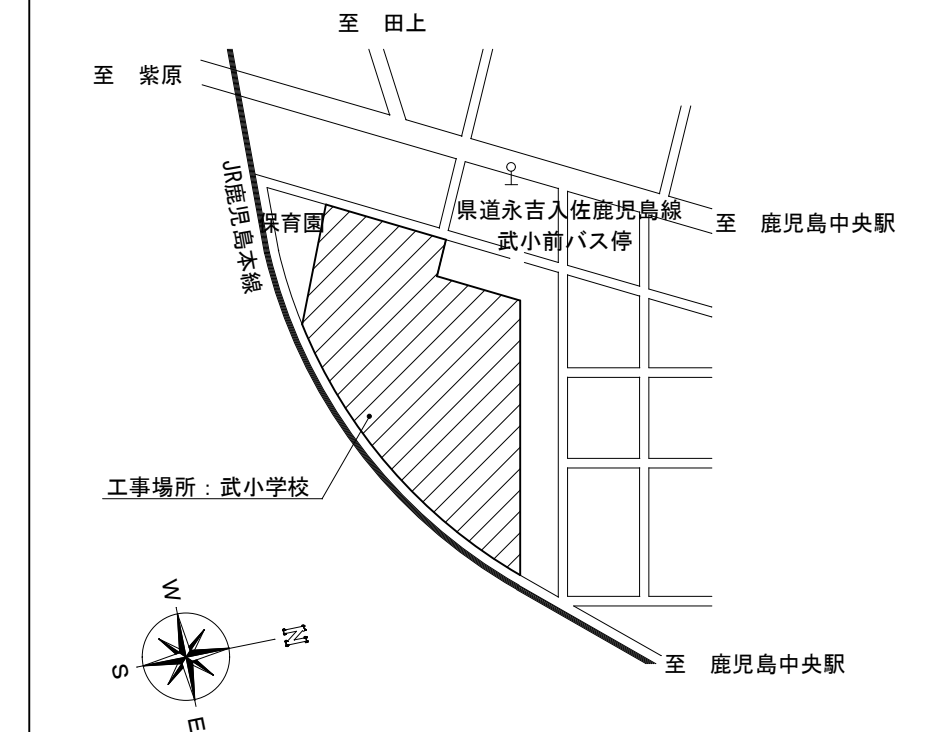 至　田上
至　紫原
JR鹿児島本線
保育園
県道永吉入佐鹿児島線
武小前バス停
至　鹿児島中央駅
工事場所：武小学校
W
N
S
E
至　鹿児島中央駅